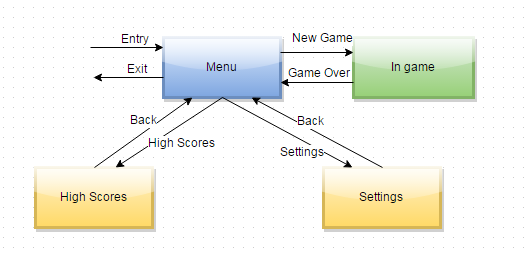 Entry
New Game
Menu
In game
Exit
Game Over
Back
Back
High Scores
Settings
High Scores
Settings